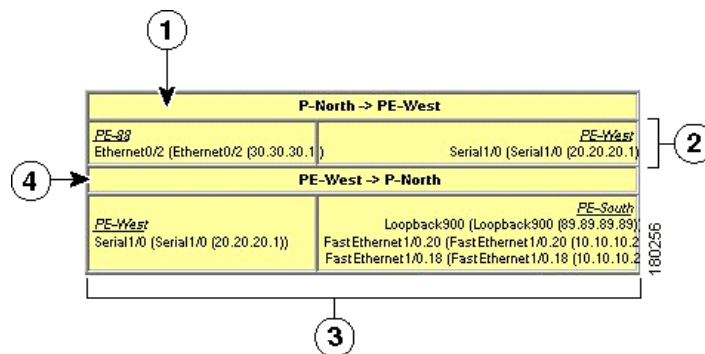 1
P-North -> PE-West
PE-88
Ethernet0/2 (Ethernet0/2 (30.30.30.1))
PE-West
Serial1/0 (Serial1/0 (20.20.20.1)
2
4
PE-West -> P-North
PE-West
Serial1/0 (Serial1/0 (20.20.20.1))
PE-South
Loopback900 (Loopback900 (89.89.89.89))
FastEthernet1/0.20 (FastEthernet1/0.20 (10.10.10.2
FastEthernet1/0.18 (FastEthernet1/0.18 (10.10.10.2
180256
3